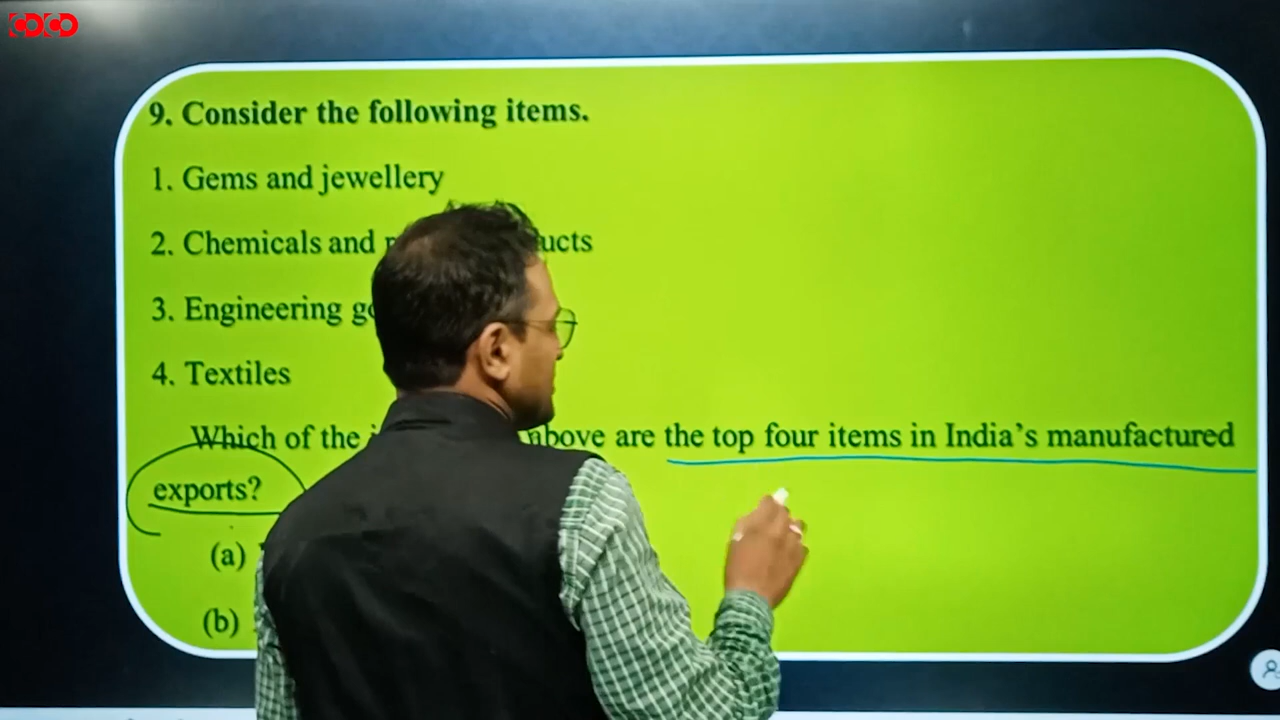 COCO
9. Consider the following items.
1. Gems and jewellery
2. Chemicals and
3. Engineering
4. Textiles
Which of the above are the top four items in India's manufactured
exports?
(a)
(b)